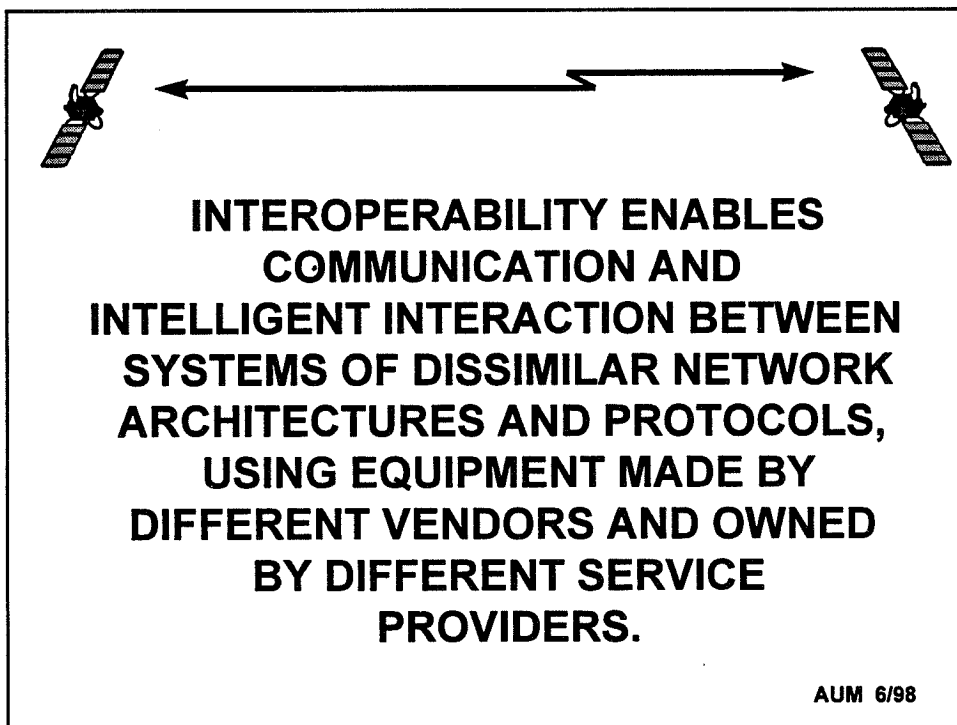 INTEROPERABILITY ENABLES
COMMUNICATION AND
INTELLIGENT INTERACTION BETWEEN
SYSTEMS OF DISSIMILAR NETWORK
ARCHITECTURES AND PROTOCOLS,
USING EQUIPMENT MADE BY
DIFFERENT VENDORS AND OWNED
BY DIFFERENT SERVICE
PROVIDERS.
AUM 6/98